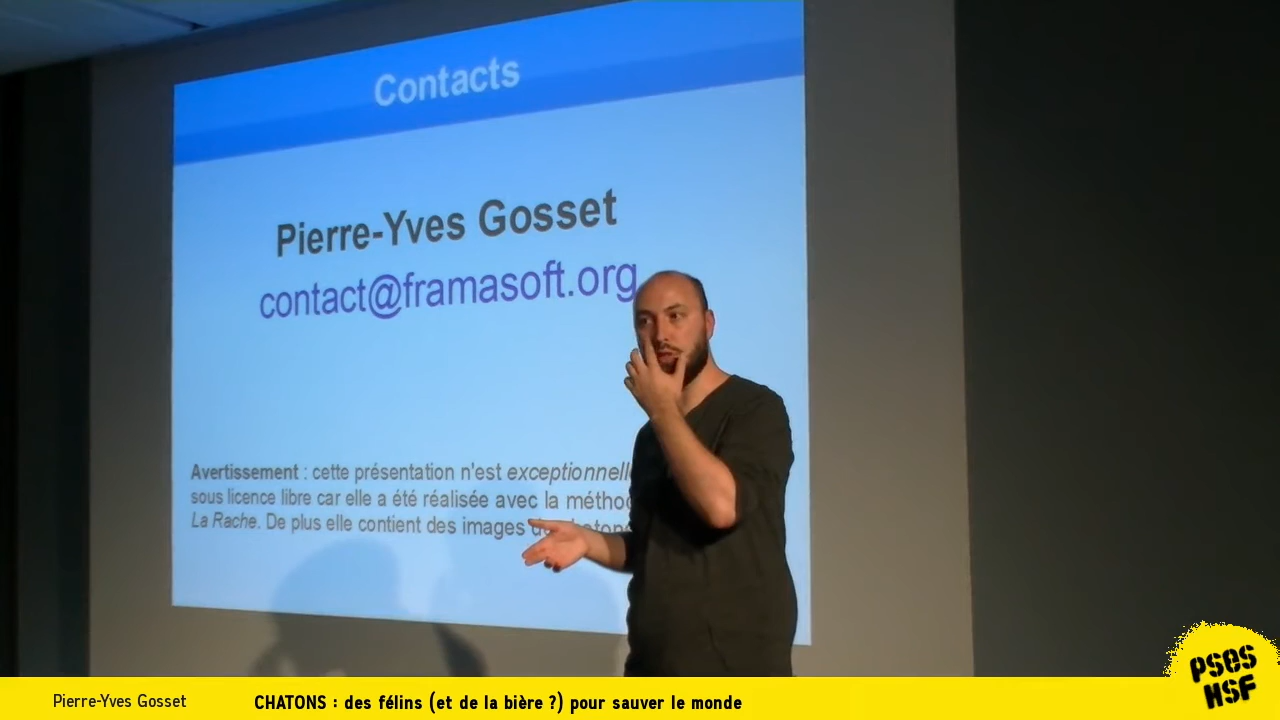 Contacts
Pierre-Yves Gosset
contact@framasoft.org
Avertissement : cette présentation n'est
sous licence libre car elle a été réalisée avec la
La Rache. De plus elle contient des images
Pierre-Yves Gosset CHATONS : des félins (et de la bière ?) pour sauver le monde
PSES
HSF